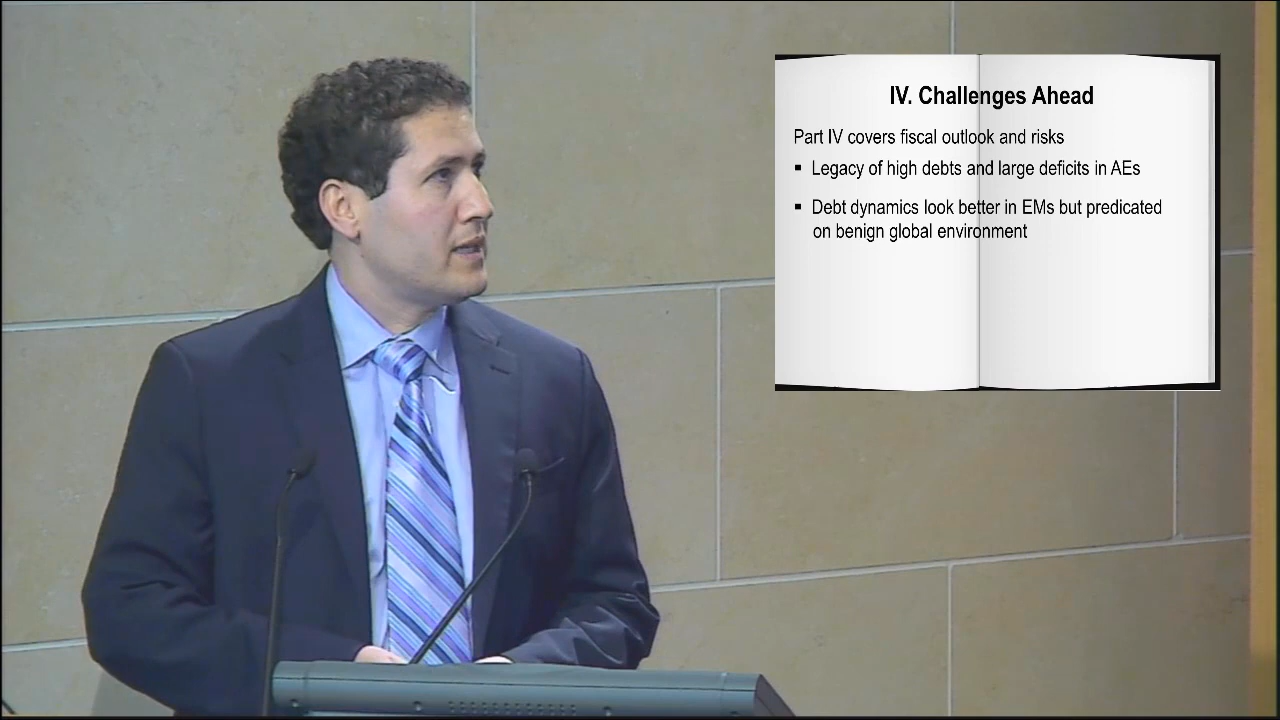 IV. Challenges Ahead
Part IV covers fiscal outlook and risks
▪ Legacy of high debts and large deficits in AEs
▪ Debt dynamics look better in EMs but predicated
on benign global environment